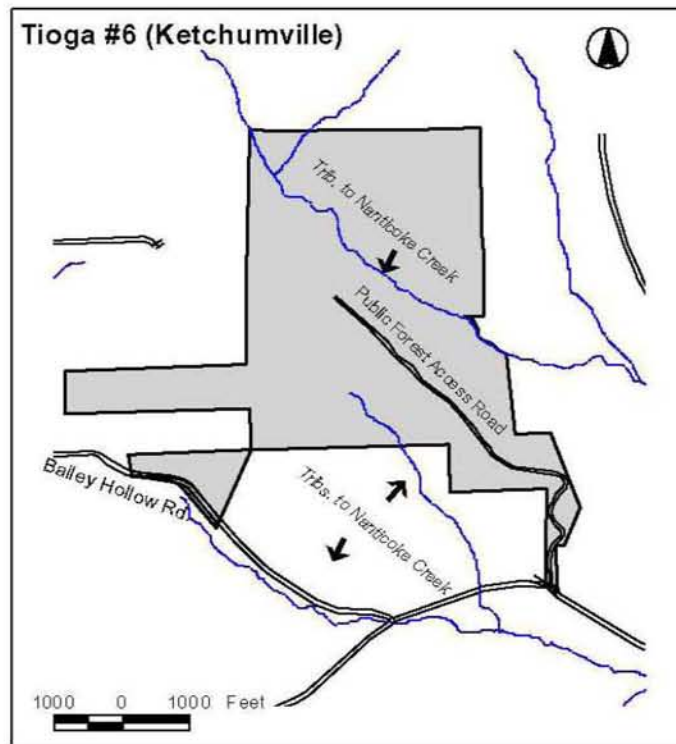 Tioga #6 (Ketchumville)
Trib. to Nanticoke Creek
Public Forest Access Road
Bailey Hollow Rd.
Tribs. to Nanticoke Creek
1000 0 1000 Feet